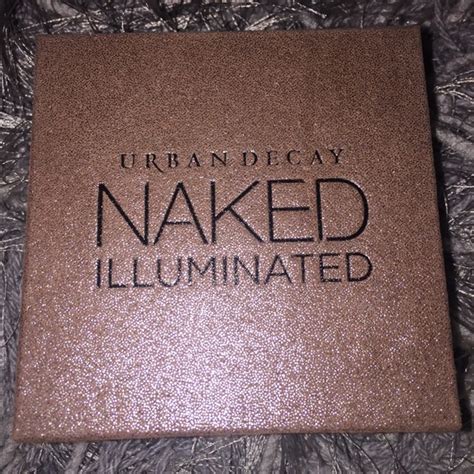 URBAN DECAY
NAKED
ILLUMINATED